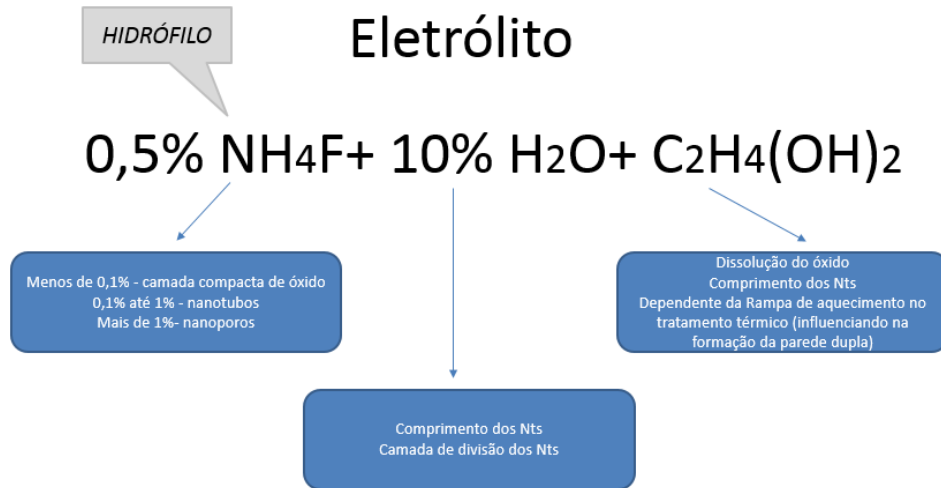 HIDRÓFILO
Eletrólito
0,5% NH4F+ 10% H2O+ C2H4(OH)2
Menos de 0,1% - camada compacta de óxido
0,1% até 1% - nanotubos
Mais de 1%- nanoporos
Dissolução do óxido
Comprimento dos Nts
Dependente da Rampa de aquecimento no
tratamento térmico (influenciando na
formação da parede dupla)
Comprimento dos Nts
Camada de divisão dos Nts